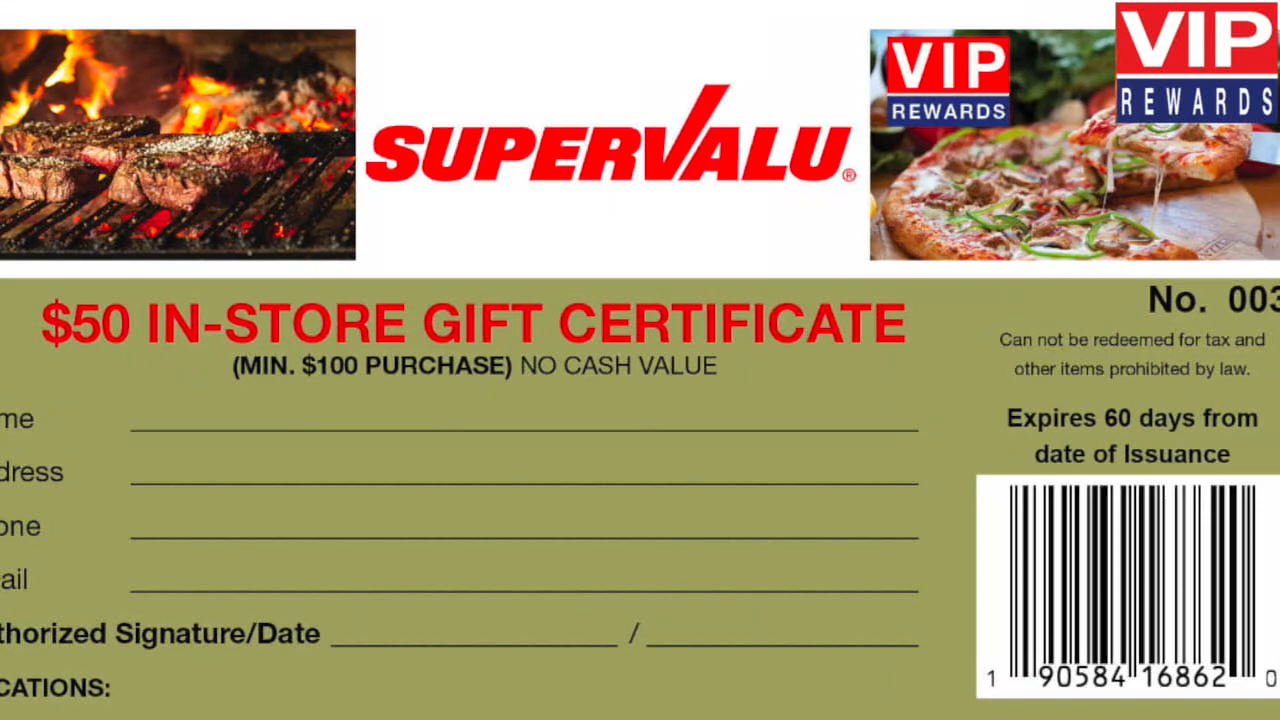 VIP
REWARDS
VIP
REWARDS
SUPERVALU®
$50 IN-STORE GIFT CERTIFICATE
(MIN. $100 PURCHASE) NO CASH VALUE
No. 003
Can not be redeemed for tax and
other items prohibited by law.
Expires 60 days from
date of Issuance
me
dress
one
ail
thorized Signature/Date /
CATIONS:
1 90584 16862 0